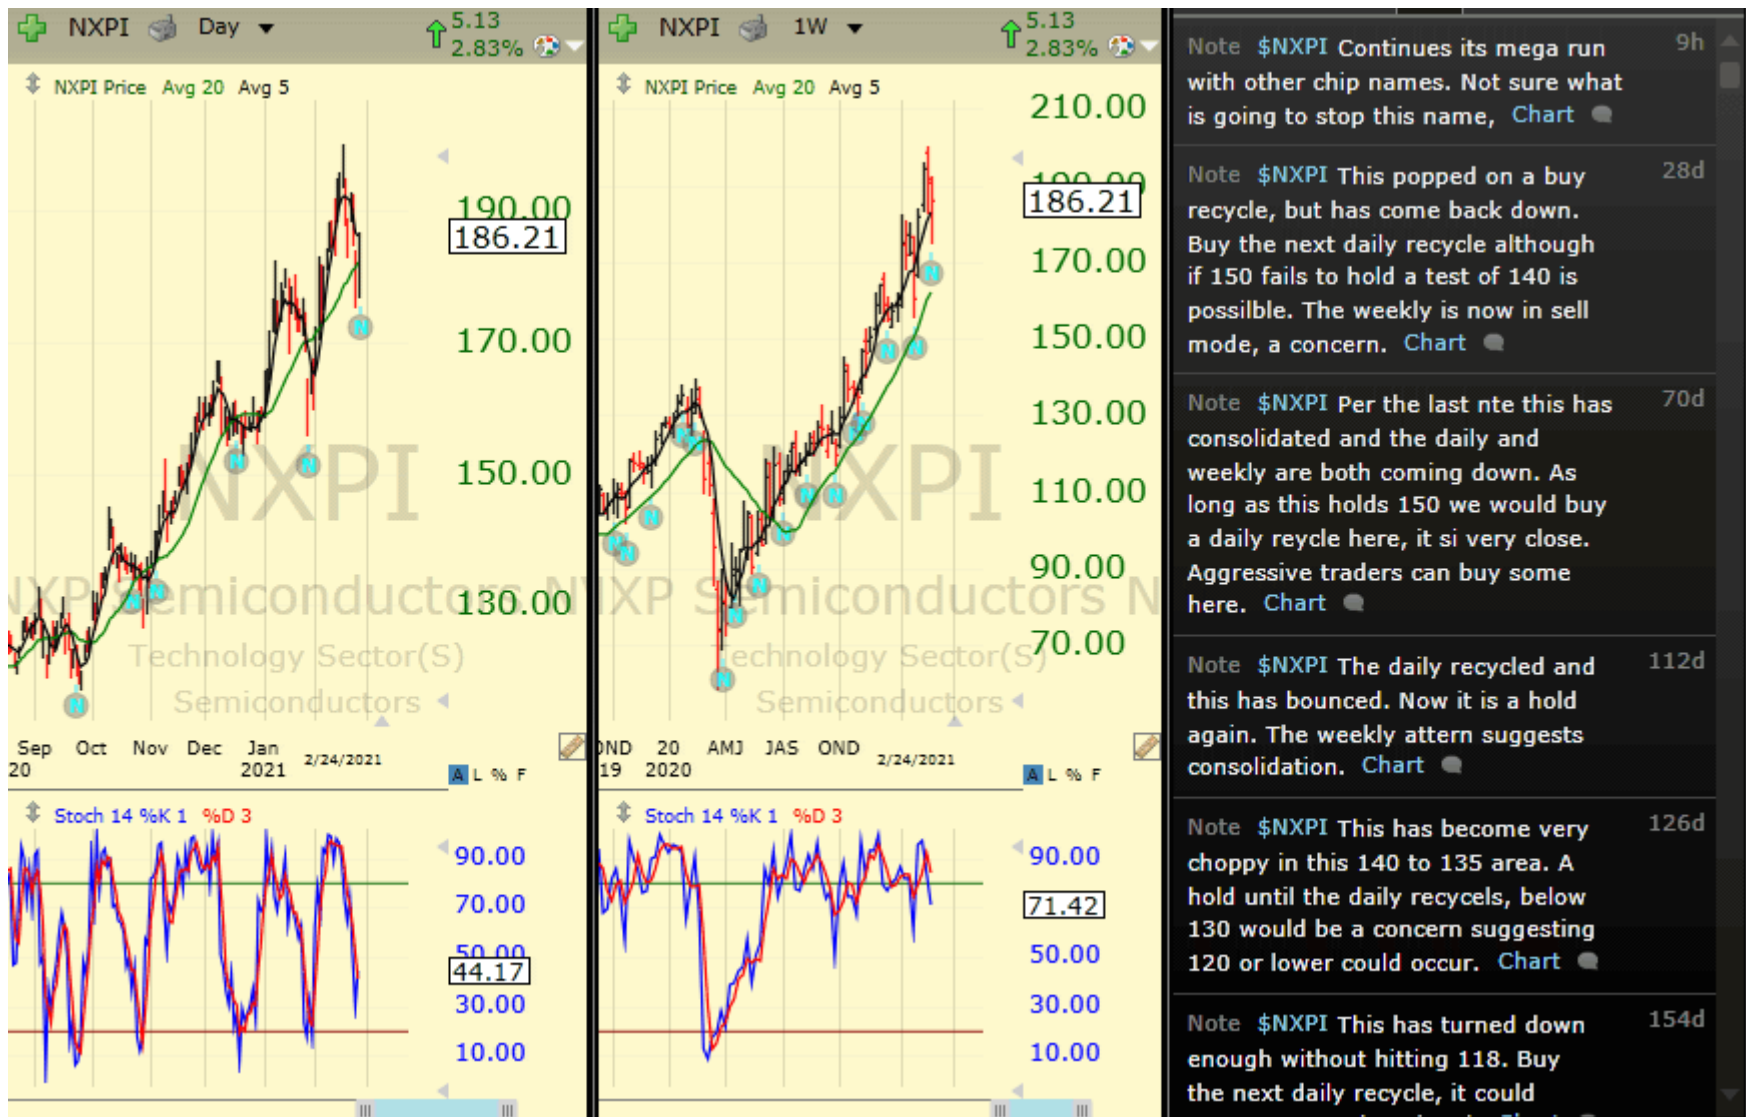 NXPI Day 5.13 2.83%
NXPI Price Avg 20 Avg 5
190.00
186.21
170.00
150.00
130.00
NXPI
NXP Semiconductors N
Technology Sector(S)
Semiconductors
Sep Oct Nov Dec Jan
20 2021 2/24/2021
A L % F
Stoch 14 %K 1 %D 3
90.00
70.00
50.00
44.17
30.00
10.00
NXPI 1W 5.13 2.83%
NXPI Price Avg 20 Avg 5
210.00
190.00
186.21
170.00
150.00
130.00
110.00
90.00
70.00
NXPI
NXP Semiconductors N
Technology Sector(S)
Semiconductors
OND 20 AMJ JAS OND
19 2020 2/24/2021
A L % F
Stoch 14 %K 1 %D 3
90.00
71.42
50.00
30.00
10.00
Note $NXPI Continues its mega run 9h
with other chip names. Not sure what
is going to stop this name, Chart
Note $NXPI This popped on a buy 28d
recycle, but has come back down.
Buy the next daily recycle although
if 150 fails to hold a test of 140 is
possilble. The weekly is now in sell
mode, a concern. Chart
Note $NXPI Per the last nte this has 70d
consolidated and the daily and
weekly are both coming down. As
long as this holds 150 we would buy
a daily reycle here, it si very close.
Aggressive traders can buy some
here. Chart
Note $NXPI The daily recycled and 112d
this has bounced. Now it is a hold
again. The weekly attern suggests
consolidation. Chart
Note $NXPI This has become very 126d
choppy in this 140 to 135 area. A
hold until the daily recycels, below
130 would be a concern suggesting
120 or lower could occur. Chart
Note $NXPI This has turned down 154d
enough without hitting 118. Buy
the next daily recycle, it could